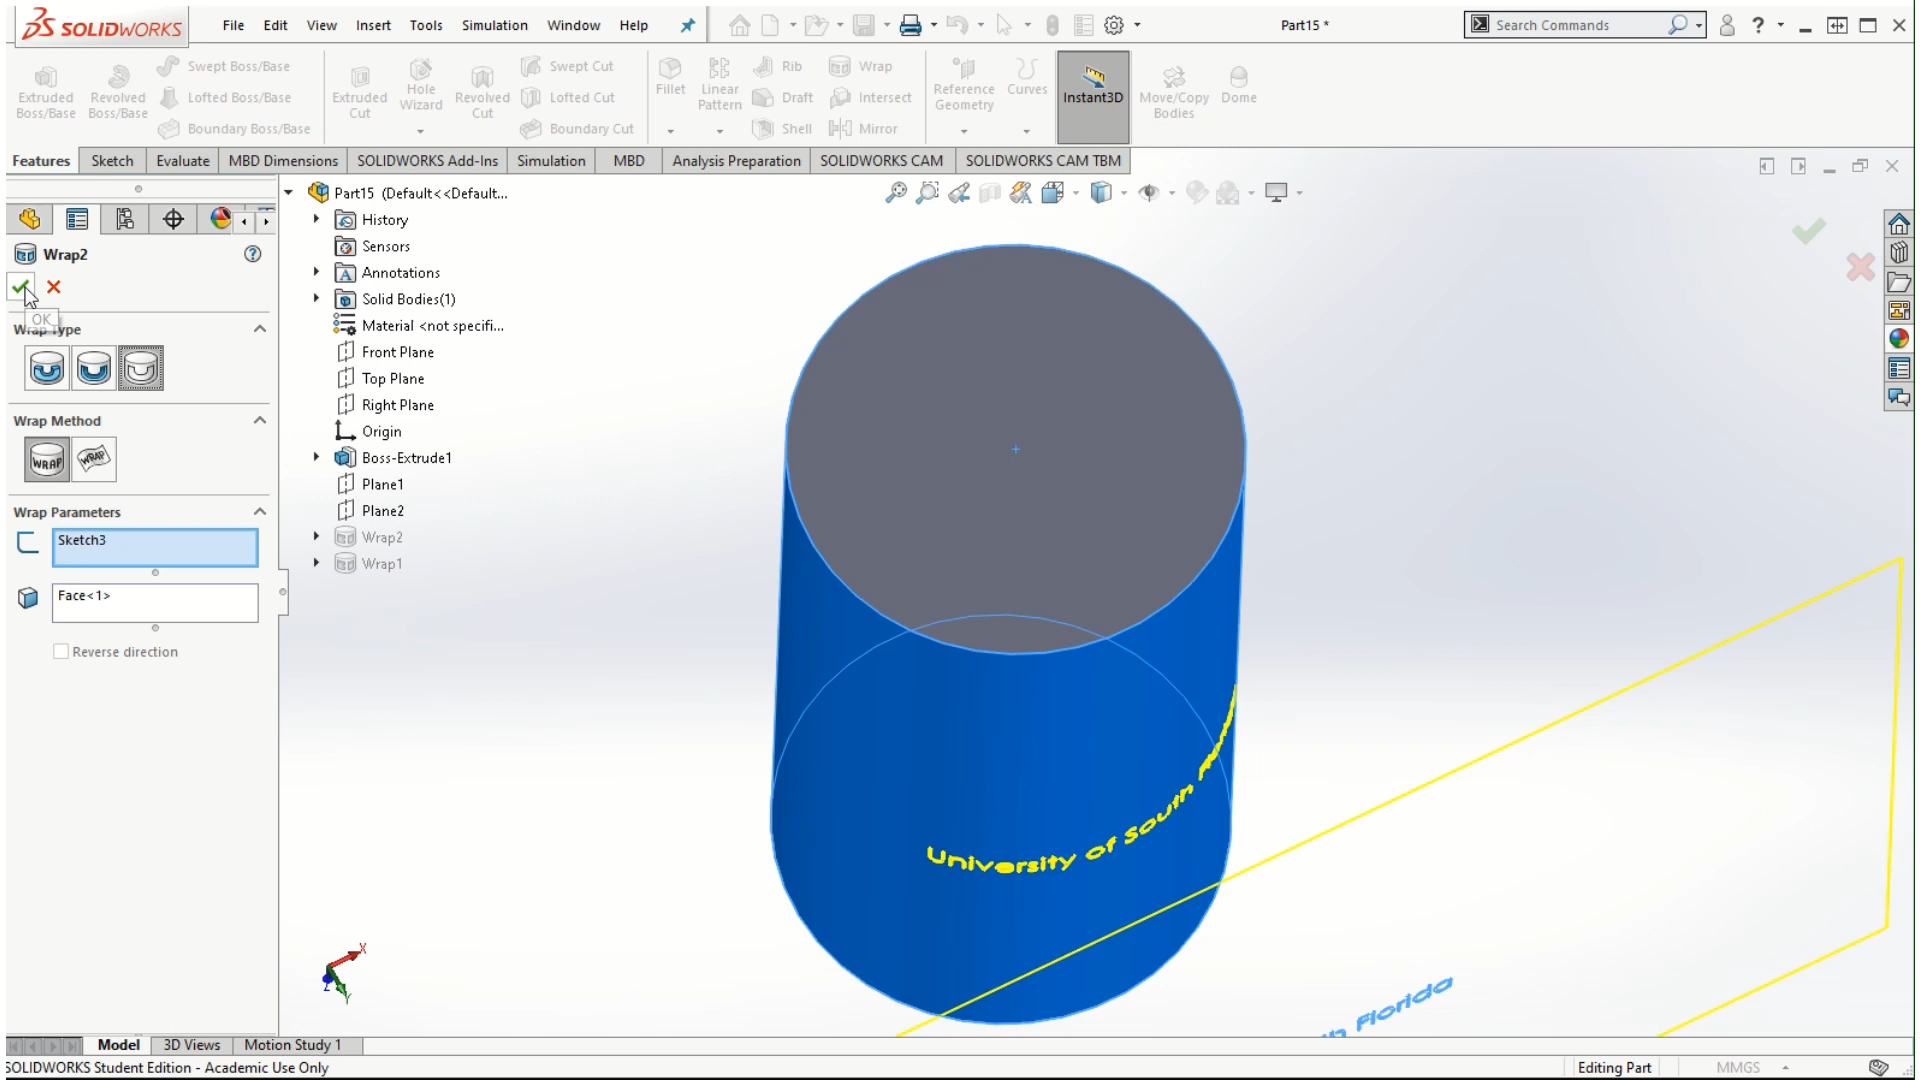 SOLIDWORKS File Edit View Insert Tools Simulation Window Help Part15 * Search Commands ?
Extruded Boss/Base
Revolved Boss/Base
Swept Boss/Base
Lofted Boss/Base
Boundary Boss/Base
Extruded Cut
Hole Wizard
Revolved Cut
Swept Cut
Lofted Cut
Boundary Cut
Fillet
Linear Pattern
Rib
Draft
Shell
Wrap
Intersect
Mirror
Reference Geometry
Curves
Instant3D
Move/Copy Bodies
Dome
Features Sketch Evaluate MBD Dimensions SOLIDWORKS Add-Ins Simulation MBD Analysis Preparation SOLIDWORKS CAM SOLIDWORKS CAM TBM
Wrap2 ?
OK
Wrap Type
Wrap Method
WRAP WRAP
Wrap Parameters
Sketch3
Face<1>
Reverse direction
Part15 (Default<<Default...
History
Sensors
A Annotations
Solid Bodies(1)
Material <not specifi...
Front Plane
Top Plane
Right Plane
Origin
Boss-Extrude1
Plane1
Plane2
Wrap2
Wrap1
University of South
th Florida
X
Y
Z
Model 3D Views Motion Study 1
SOLIDWORKS Student Edition - Academic Use Only Editing Part MMGS